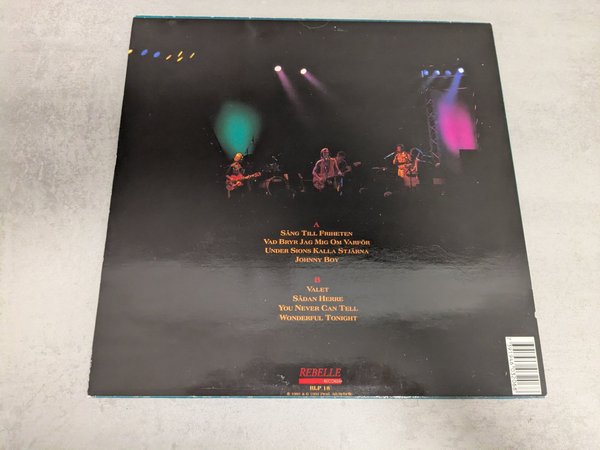 A
SÅNG TILL FRIHETEN
VAD BRYR JAG MIG OM VARFÖR
UNDER SIONS KALLA STJÄRNA
JOHNNY BOY
B
VALET
SÅDAN HERRE
YOU NEVER CAN TELL
WONDERFUL TONIGHT
REBELLE
RECORDS
RLP 18